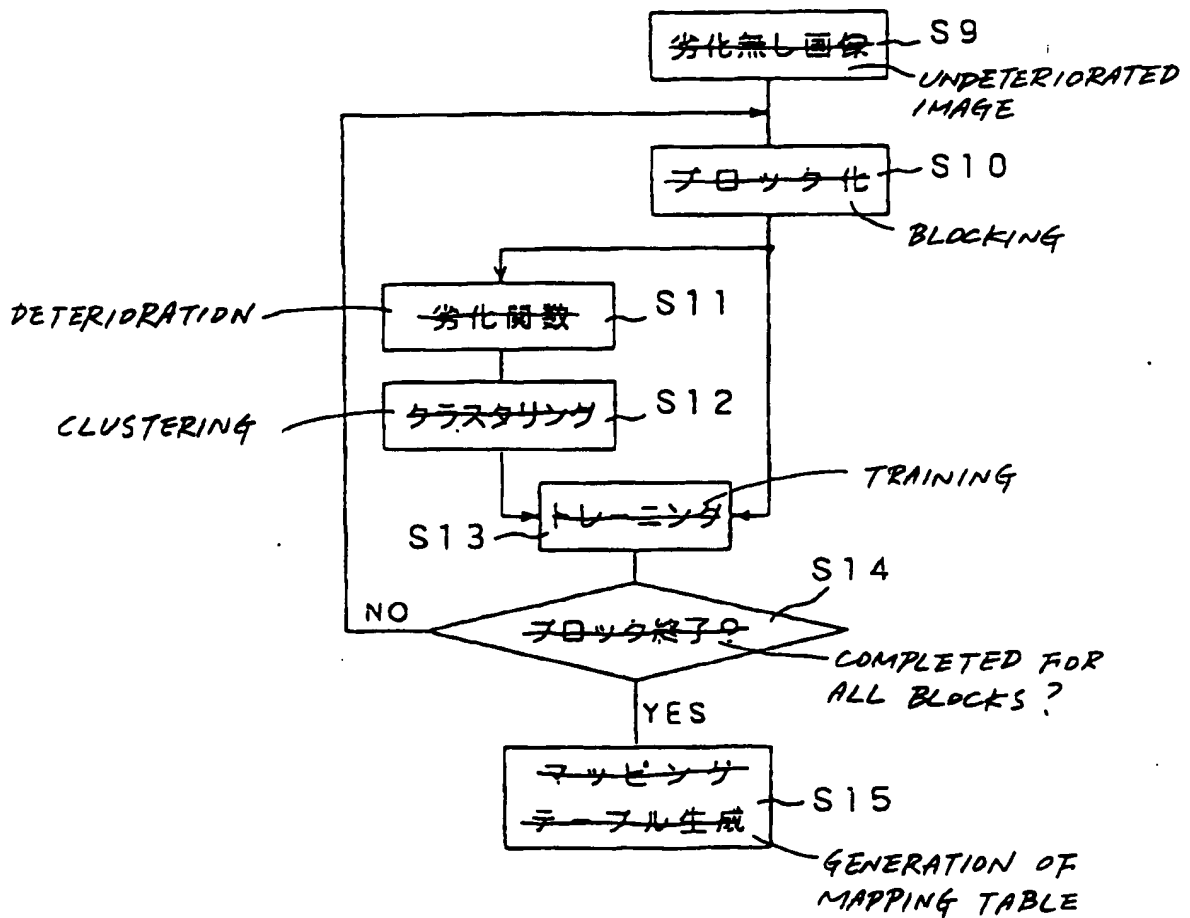 劣化無し画像
S9
UNDETERIORATED
IMAGE
ブロック化
S10
BLOCKING
DETERIORATION
劣化関数
S11
CLUSTERING
クラスタリング
S12
TRAINING
トレーニング
S13
S14
NO
ブロック終了?
COMPLETED FOR
ALL BLOCKS?
YES
マッピング
テーブル生成
S15
GENERATION OF
MAPPING TABLE